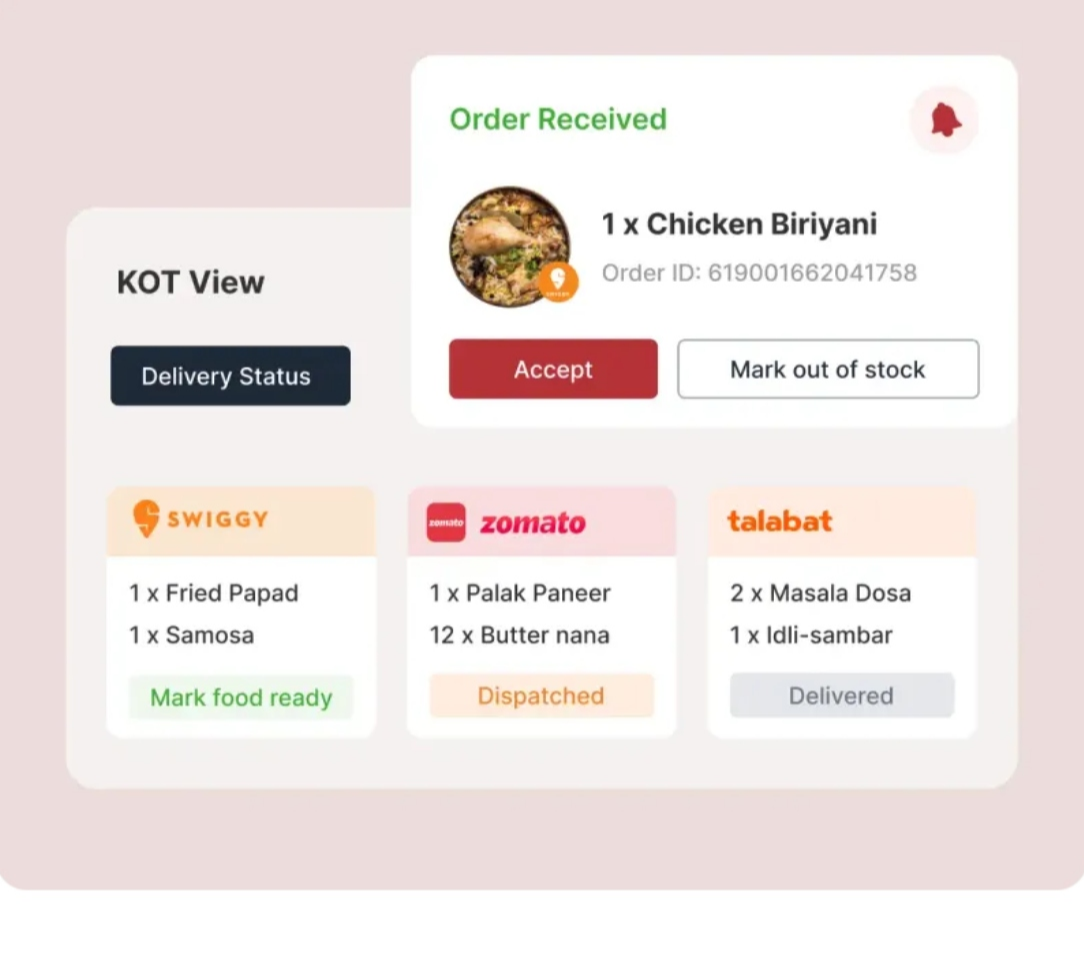 Order Received
1 x Chicken Biriyani
Order ID: 619001662041758
Accept
Mark out of stock
KOT View
Delivery Status
SWIGGY
1 x Fried Papad
1 x Samosa
Mark food ready
zomato
zomato
1 x Palak Paneer
12 x Butter nana
Dispatched
talabat
2 x Masala Dosa
1 x Idli-sambar
Delivered